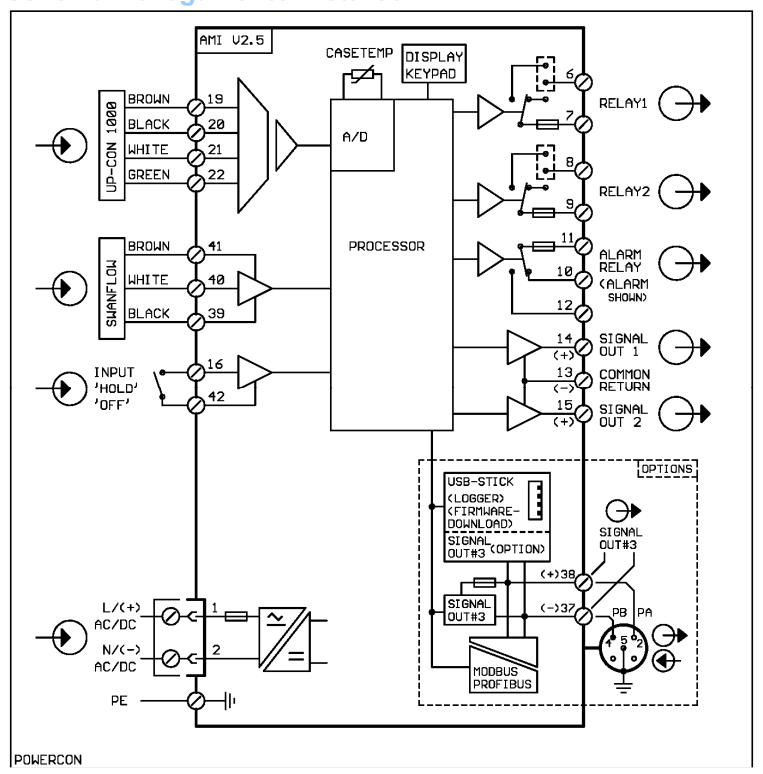 AMI V2.5
CASETEMP
DISPLAY
KEYPAD
A/D
PROCESSOR
UP-CON 1000
BROWN 19
BLACK 20
WHITE 21
GREEN 22
SWANFLOW
BROWN 41
WHITE 40
BLACK 39
INPUT
'HOLD'
'OFF'
16
42
6
RELAY1
7
8
RELAY2
9
11
ALARM
RELAY
10
(ALARM
SHOWN)
12
14
(+)
SIGNAL
OUT 1
13
(-)
COMMON
RETURN
15
(+)
SIGNAL
OUT 2
OPTIONS
USB-STICK
(LOGGER)
(FIRMWARE-
DOWNLOAD)
SIGNAL
OUT#3 (OPTION)
SIGNAL
OUT#3
(+)38
SIGNAL
OUT#3
(-)37
PB PA
4 5 2
MODBUS
PROFIBUS
L/(+)
AC/DC
1
N/(-)
AC/DC
2
PE
POWERCON